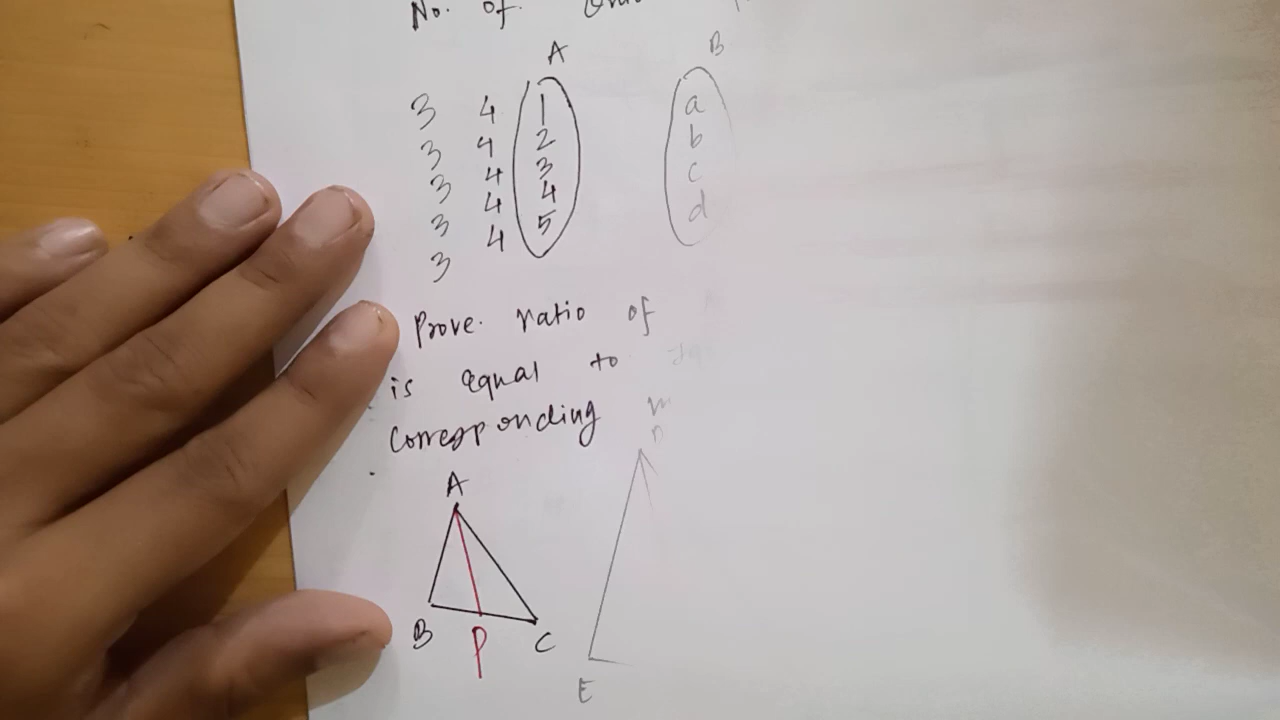 No. of
A B
3 4 1 a
3 4 2 b
3 4 3 c
3 4 4 d
3 4 5
Prove. ratio of
is equal to
corresponding
A D
B P C
E